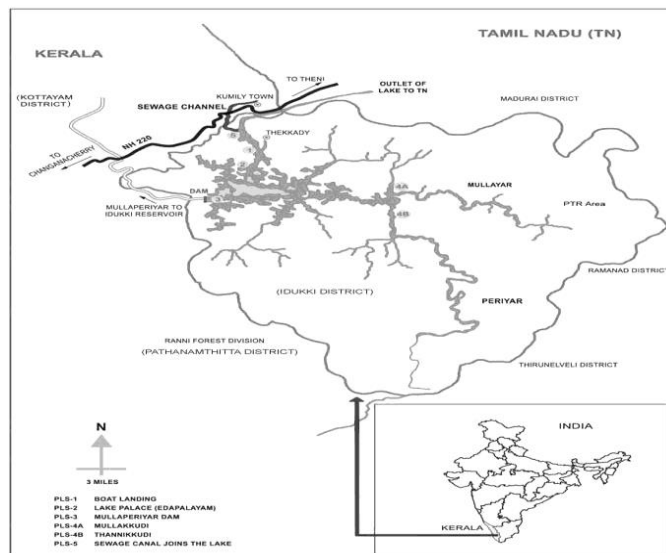 KERALA
TAMIL NADU (TN)
TO THENI
OUTLET OF
LAKE TO TN
(KOTTAYAM
DISTRICT)
KUMILY TOWN
SEWAGE CHANNEL
MADURAI DISTRICT
THEKKADY
NH 220
TO
CHANGANACHERRY
5
1
2
DAM
3
4A
MULLAYAR
PTR Area
MULLAPERIYAR TO
IDUKKI RESERVOIR
4B
RAMANAD DISTRICT
(IDUKKI DISTRICT)
PERIYAR
RANNI FOREST DIVISION
(PATHANAMTHITTA DISTRICT)
THIRUNELVELI DISTRICT
N
3 MILES
INDIA
KERALA
PLS-1 BOAT LANDING
PLS-2 LAKE PALACE (EDAPALAYAM)
PLS-3 MULLAPERIYAR DAM
PLS-4A MULLAKKUDI
PLS-4B THANNIKKUDI
PLS-5 SEWAGE CANAL JOINS THE LAKE